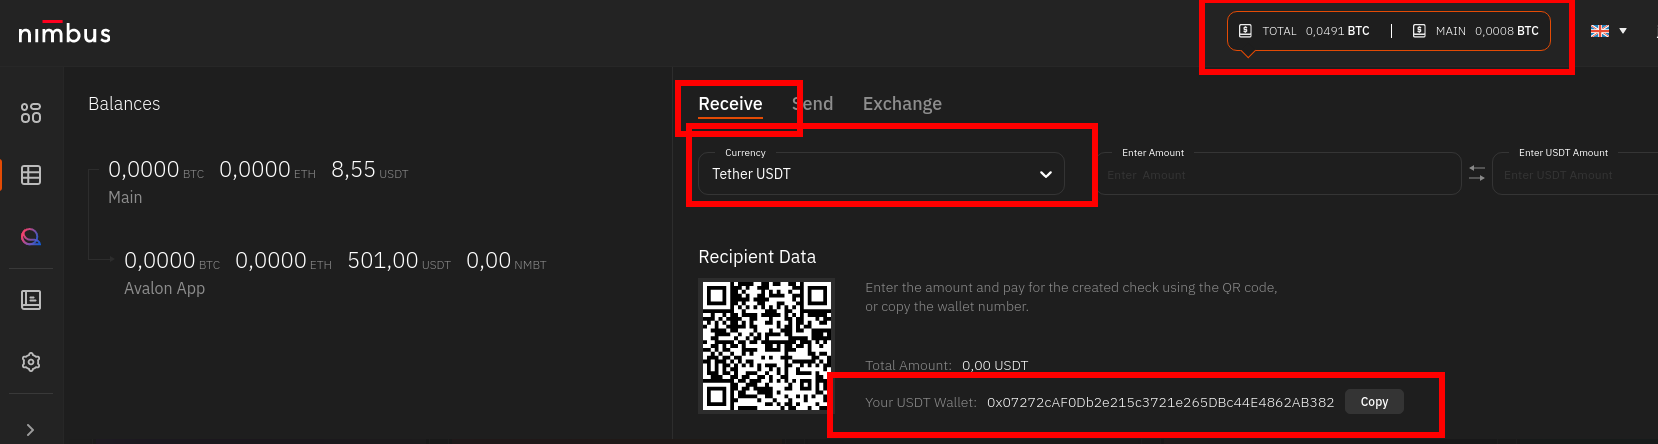 nimbus
TOTAL 0,0491 BTC | MAIN 0,0008 BTC
Balances
Receive Send Exchange
Currency
Tether USDT
Enter Amount
Enter Amount
Enter USDT Amount
Enter USDT Amount
0,0000 BTC 0,0000 ETH 8,55 USDT
Main
0,0000 BTC 0,0000 ETH 501,00 USDT 0,00 NMBT
Avalon App
Recipient Data
Enter the amount and pay for the created check using the QR code,
or copy the wallet number.
Total Amount: 0,00 USDT
Your USDT Wallet: 0x07272cAF0Db2e215c3721e265DBc44E4862AB382 Copy